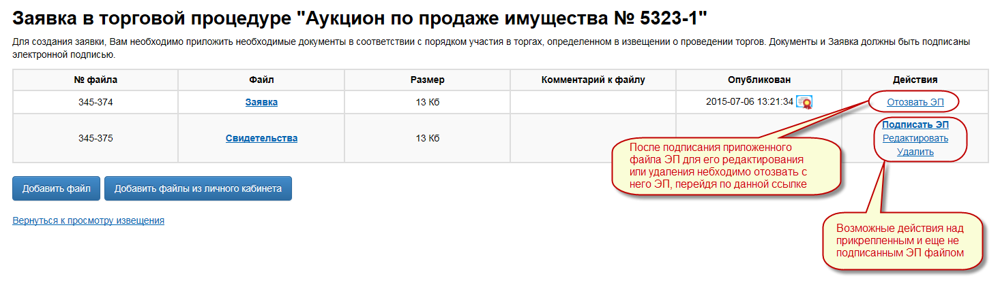 Заявка в торговой процедуре "Аукцион по продаже имущества № 5323-1"
Для создания заявки, Вам необходимо приложить необходимые документы в соответствии с порядком участия в торгах, определенном в извещении о проведении торгов. Документы и Заявка должны быть подписаны
электронной подписью.
№ файла Файл Размер Комментарий к файлу Опубликован Действия
345-374 Заявка 13 Кб 2015-07-06 13:21:34 Отозвать ЭП
345-375 Свидетельства 13 Кб
Подписать ЭП
Редактировать
Удалить
После подписания приложенного
файла ЭП для его редактирования
или удаления небходимо отозвать с
него ЭП, перейдя по данной ссылке
Добавить файл Добавить файлы из личного кабинета
Вернуться к просмотру извещения
Возможные действия над
прикрепленным и еще не
подписанным ЭП файлом